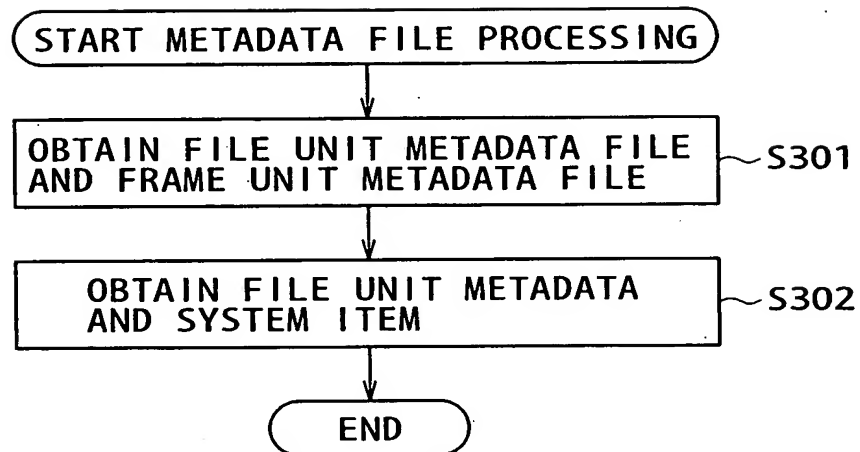 START METADATA FILE PROCESSING
OBTAIN FILE UNIT METADATA FILE
AND FRAME UNIT METADATA FILE
S301
OBTAIN FILE UNIT METADATA
AND SYSTEM ITEM
S302
END